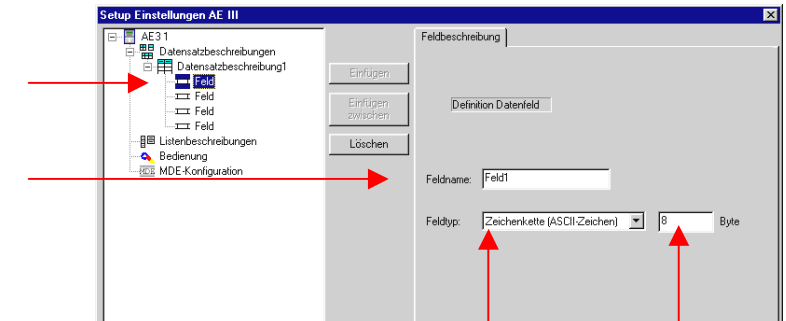 Setup Einstellungen AE III
AE3 1
Datensatzbeschreibungen
Datensatzbeschreibung1
Feld
Feld
Feld
Feld
Listenbeschreibungen
Bedienung
MDE MDE-Konfiguration
Einfügen
Einfügen
zwischen
Löschen
Feldbeschreibung
Definition Datenfeld
Feldname: Feld1
Feldtyp: Zeichenkette (ASCII-Zeichen) 8 Byte